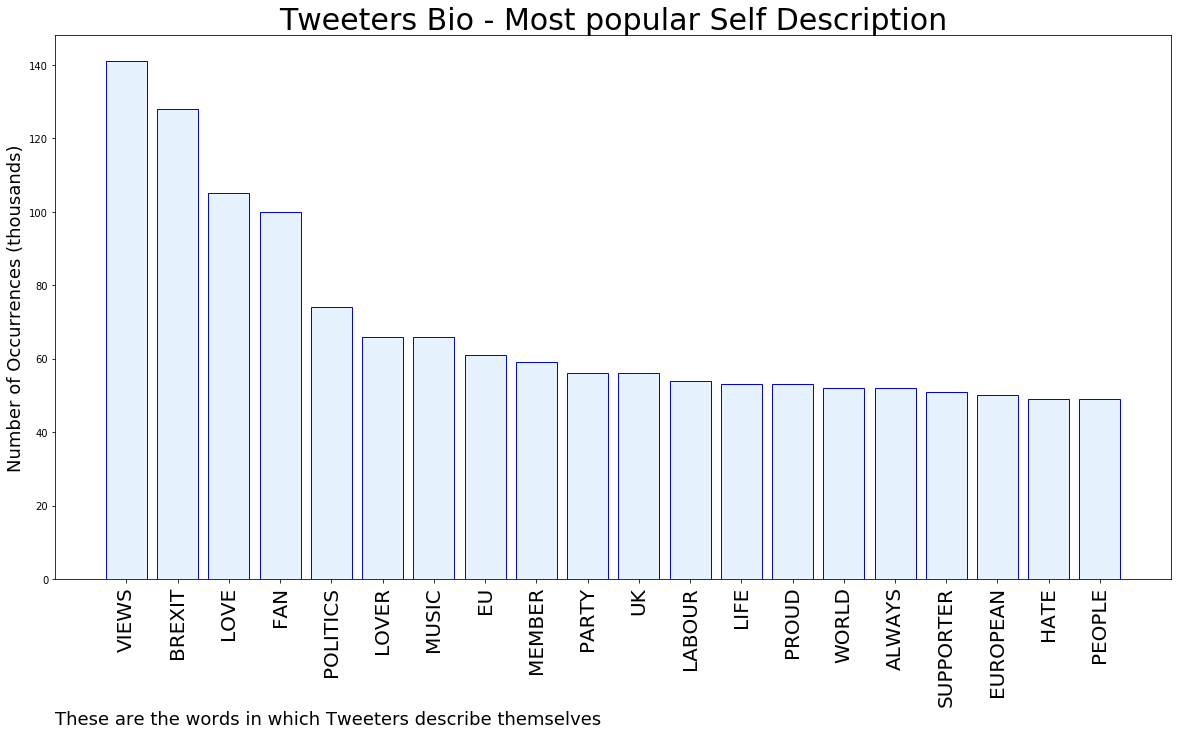 Tweeters Bio - Most popular Self Description
Number of Occurrences (thousands)
140
120
100
80
60
40
20
0
VIEWS
BREXIT
LOVE
FAN
POLITICS
LOVER
MUSIC
EU
MEMBER
PARTY
UK
LABOUR
LIFE
PROUD
WORLD
ALWAYS
SUPPORTER
EUROPEAN
HATE
PEOPLE
These are the words in which Tweeters describe themselves